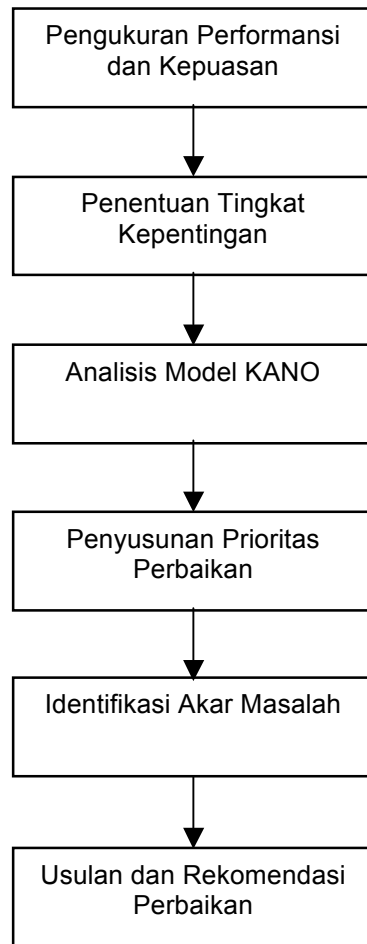 Pengukuran Performansi
dan Kepuasan
Penentuan Tingkat
Kepentingan
Analisis Model KANO
Penyusunan Prioritas
Perbaikan
Identifikasi Akar Masalah
Usulan dan Rekomendasi
Perbaikan